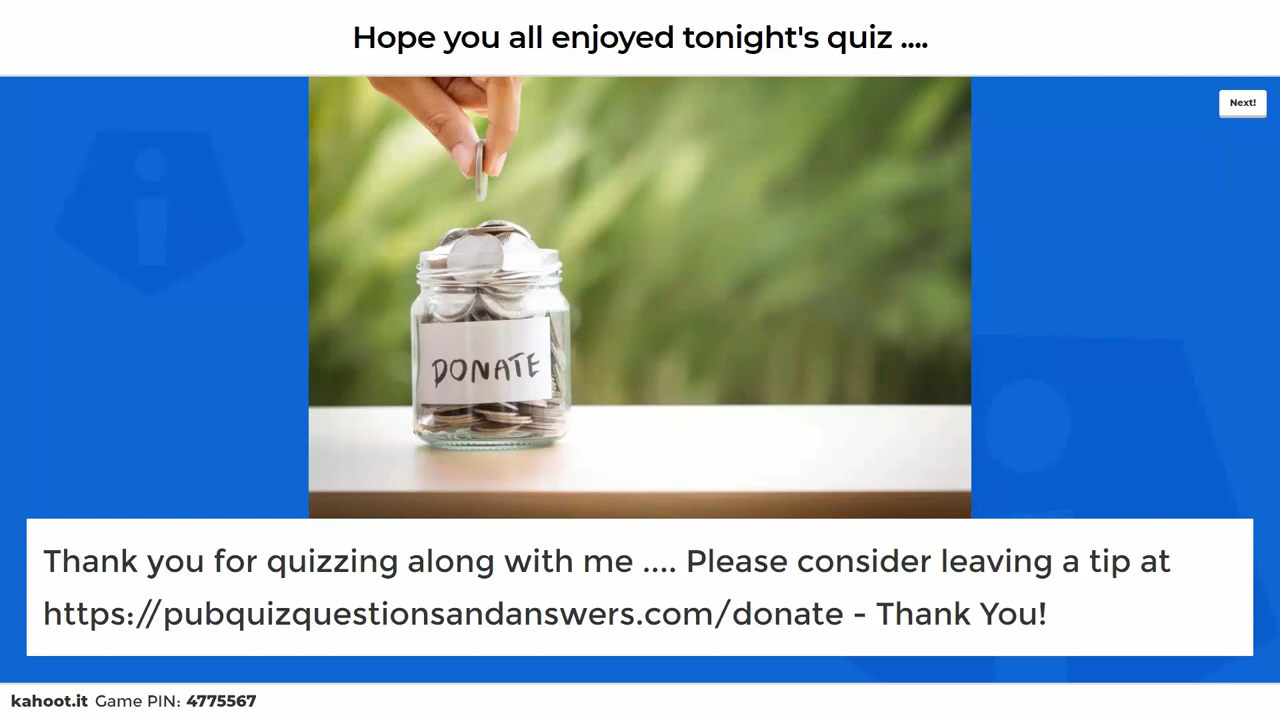 Hope you all enjoyed tonight's quiz ....
Next!
DONATE
Thank you for quizzing along with me .... Please consider leaving a tip at
https://pubquizquestionsandanswers.com/donate - Thank You!
kahoot.it Game PIN: 4775567